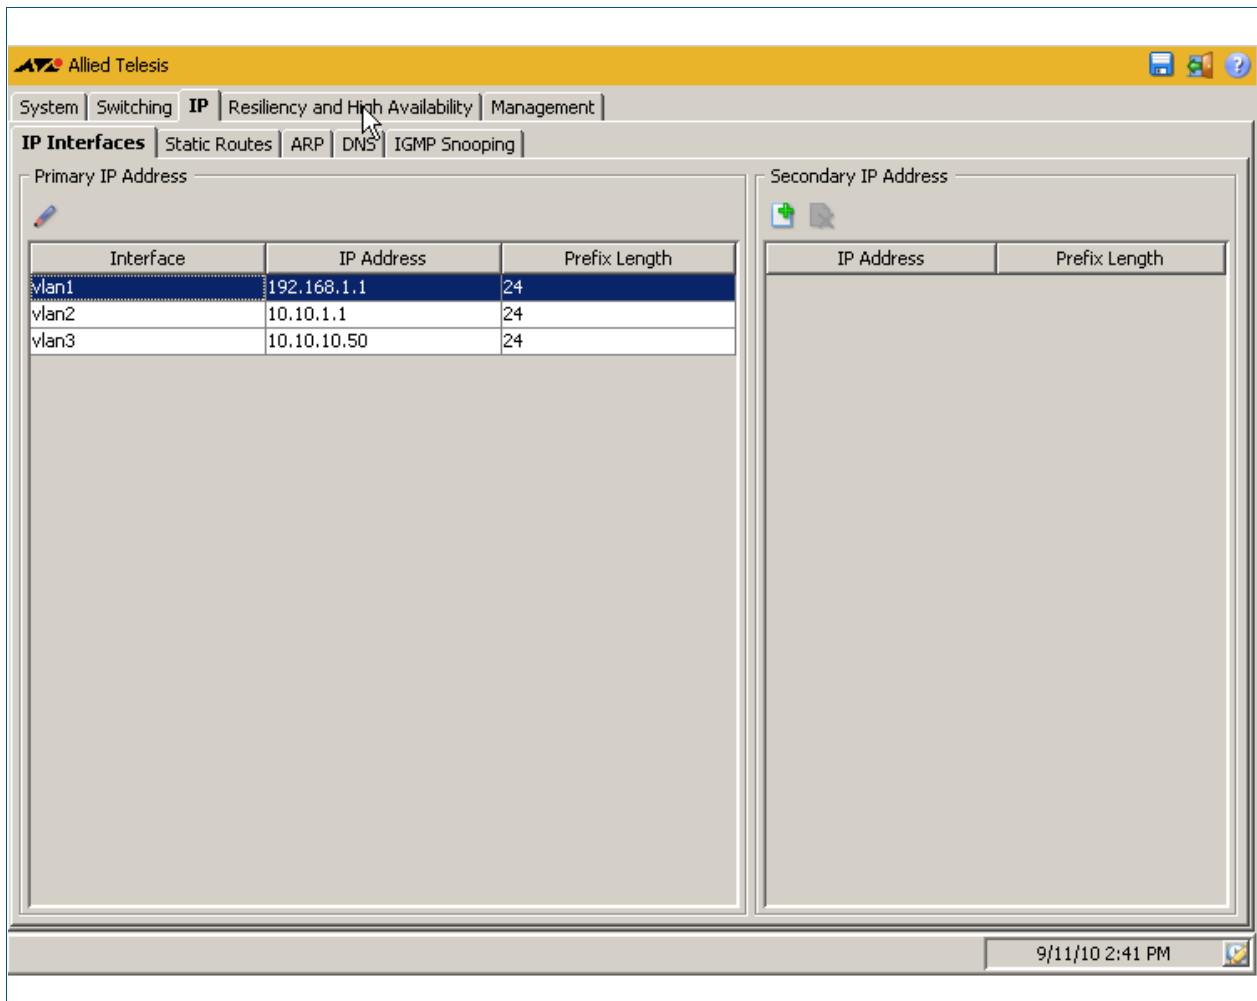 Allied Telesis
System Switching IP Resiliency and High Availability Management
IP Interfaces Static Routes ARP DNS IGMP Snooping
Primary IP Address
Interface IP Address Prefix Length
vlan1 192.168.1.1 24
vlan2 10.10.1.1 24
vlan3 10.10.10.50 24
Secondary IP Address
IP Address Prefix Length
9/11/10 2:41 PM